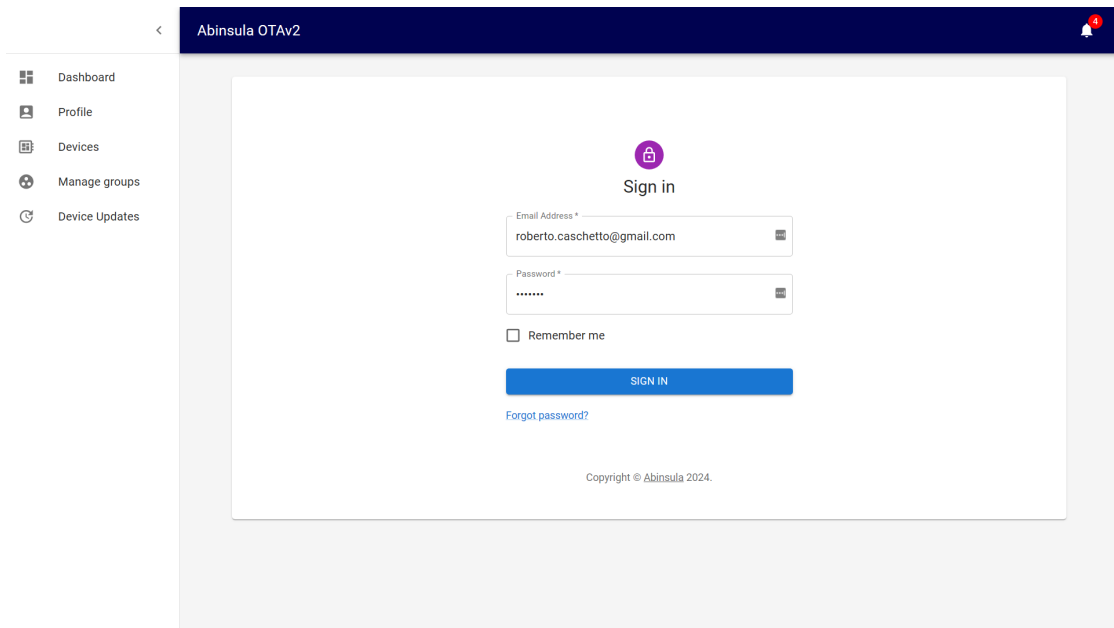 Abinsula OTAv2
4
Dashboard
Profile
Devices
Manage groups
Device Updates
Sign in
Email Address *
roberto.caschetto@gmail.com
Password *
•••••••
Remember me
SIGN IN
Forgot password?
Copyright © Abinsula 2024.